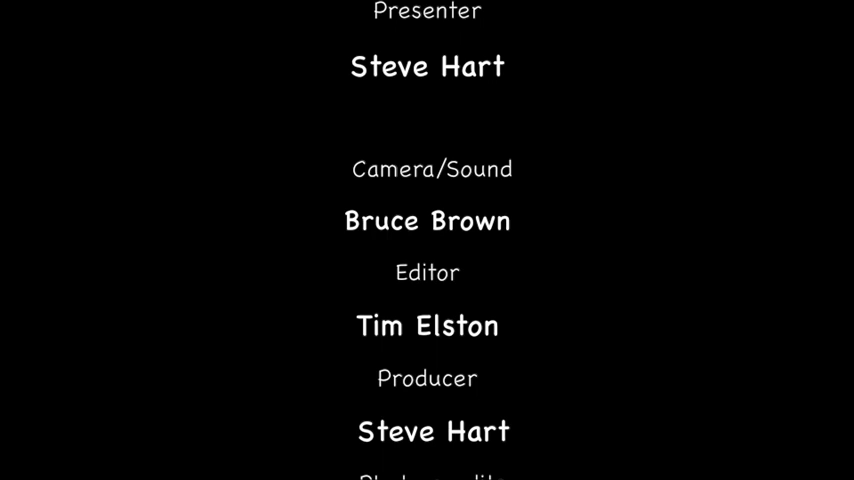 Presenter
Steve Hart
Camera/Sound
Bruce Brown
Editor
Tim Elston
Producer
Steve Hart